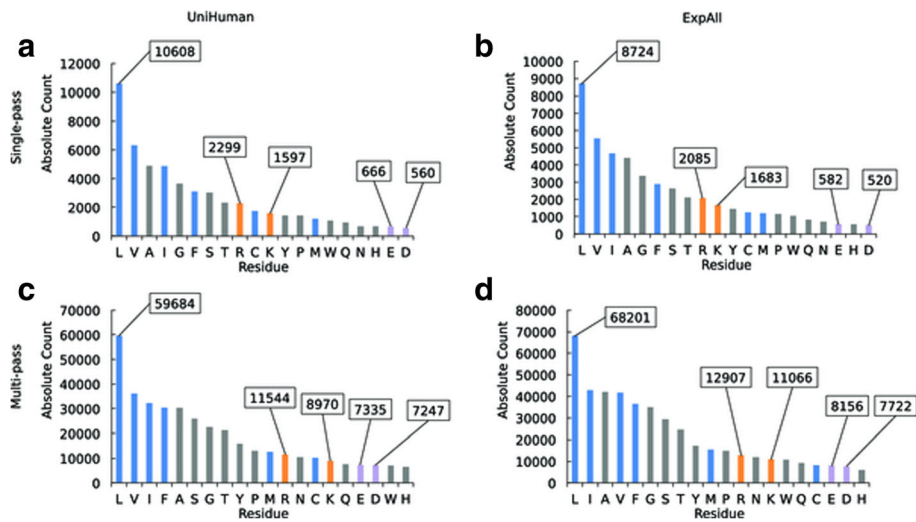 UniHuman
ExpAll
a
Single-pass
Absolute Count
12000
10000
8000
6000
4000
2000
0
10608
2299
1597
666
560
L V A I G F S T R C K Y P M W Q N H E D
Residue
b
Absolute Count
10000
9000
8000
7000
6000
5000
4000
3000
2000
1000
0
8724
2085
1683
582
520
L V I A G F S T R K Y C M P W Q N E H D
Residue
c
Multi-pass
Absolute Count
70000
60000
50000
40000
30000
20000
10000
0
59684
11544
8970
7335
7247
L V I F A S G T Y P M R N C K Q E D W H
Residue
d
Absolute Count
80000
70000
60000
50000
40000
30000
20000
10000
0
68201
12907
11066
8156
7722
L I A V F G S T Y M P R N K W Q C E D H
Residue